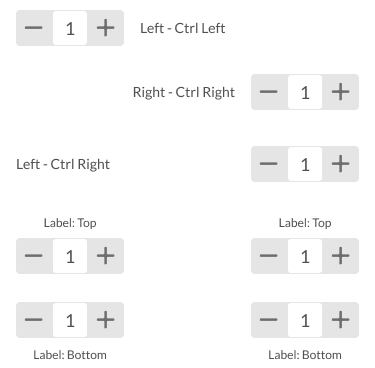 — 1 + Left - Ctrl Left
Right - Ctrl Right — 1 +
Left - Ctrl Right — 1 +
Label: Top Label: Top
— 1 + — 1 +
— 1 + — 1 +
Label: Bottom Label: Bottom